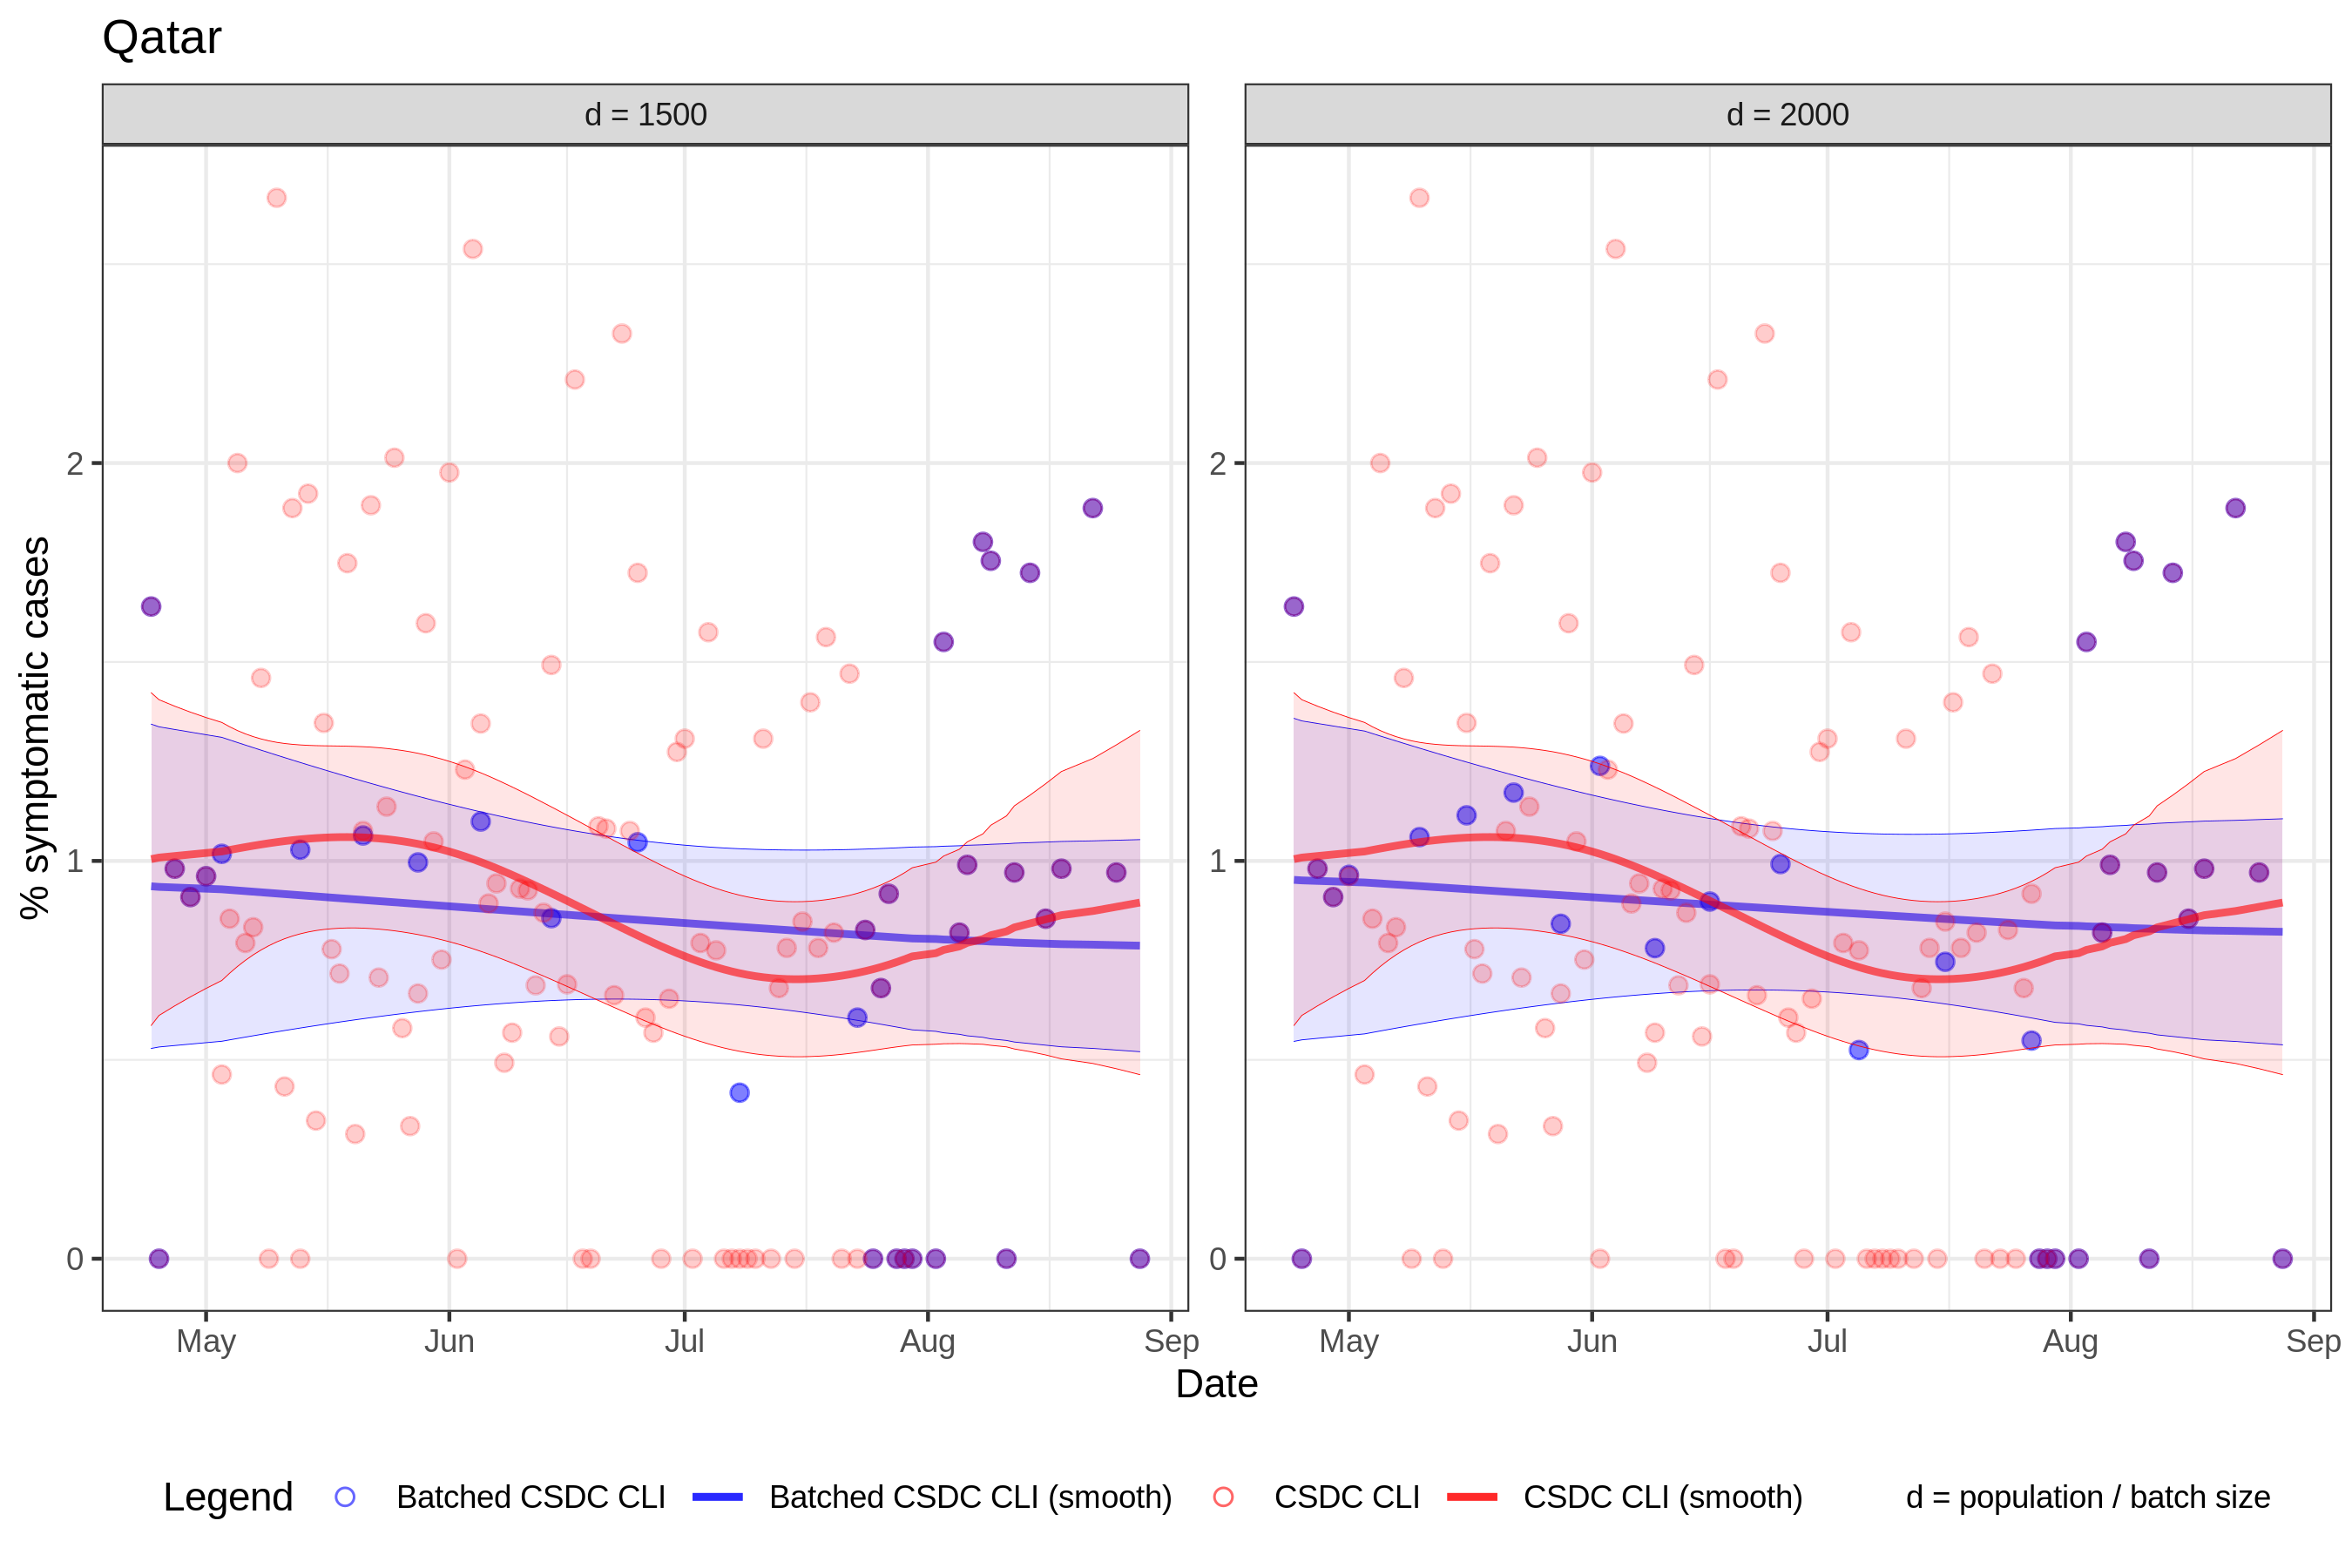 Qatar
d = 1500
d = 2000
% symptomatic cases
2
1
0
2
1
0
May Jun Jul Aug Sep
May Jun Jul Aug Sep
Date
Legend Batched CSDC CLI Batched CSDC CLI (smooth) CSDC CLI CSDC CLI (smooth) d = population / batch size